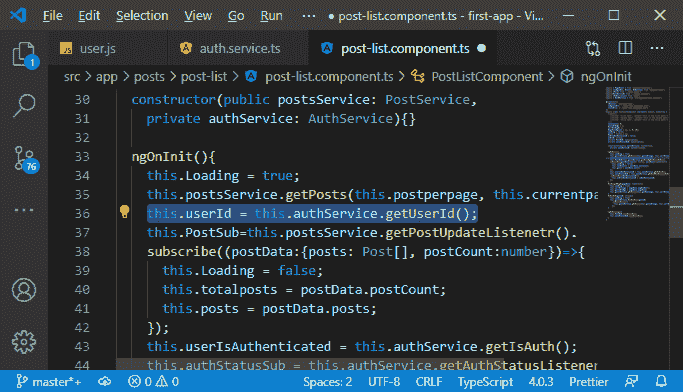 File Edit Selection View Go Run ··· post-list.component.ts - first-app - Vi...
JS user.js auth.service.ts post-list.component.ts
src > app > posts > post-list > post-list.component.ts > PostListComponent > ngOnInit
30 constructor(public postsService: PostService,
31 private authService: AuthService){}
32
33 ngOnInit(){
34 this.Loading = true;
35 this.postsService.getPosts(this.postperpage, this.currentpa
36 this.userId = this.authService.getUserId();
37 this.PostSub=this.postsService.getPostUpdateListenetr().
38 subscribe((postData:{posts: Post[], postCount:number})=>{
39 this.Loading = false;
40 this.totalposts = postData.postCount;
41 this.posts = postData.posts;
42 });
43 this.userIsAuthenticated = this.authService.getIsAuth();
44 this.authStatusSub = this.authService.getAuthStatusListener
1
76
master*+ 0 0 Spaces: 2 UTF-8 CRLF TypeScript 4.0.3 Prettier